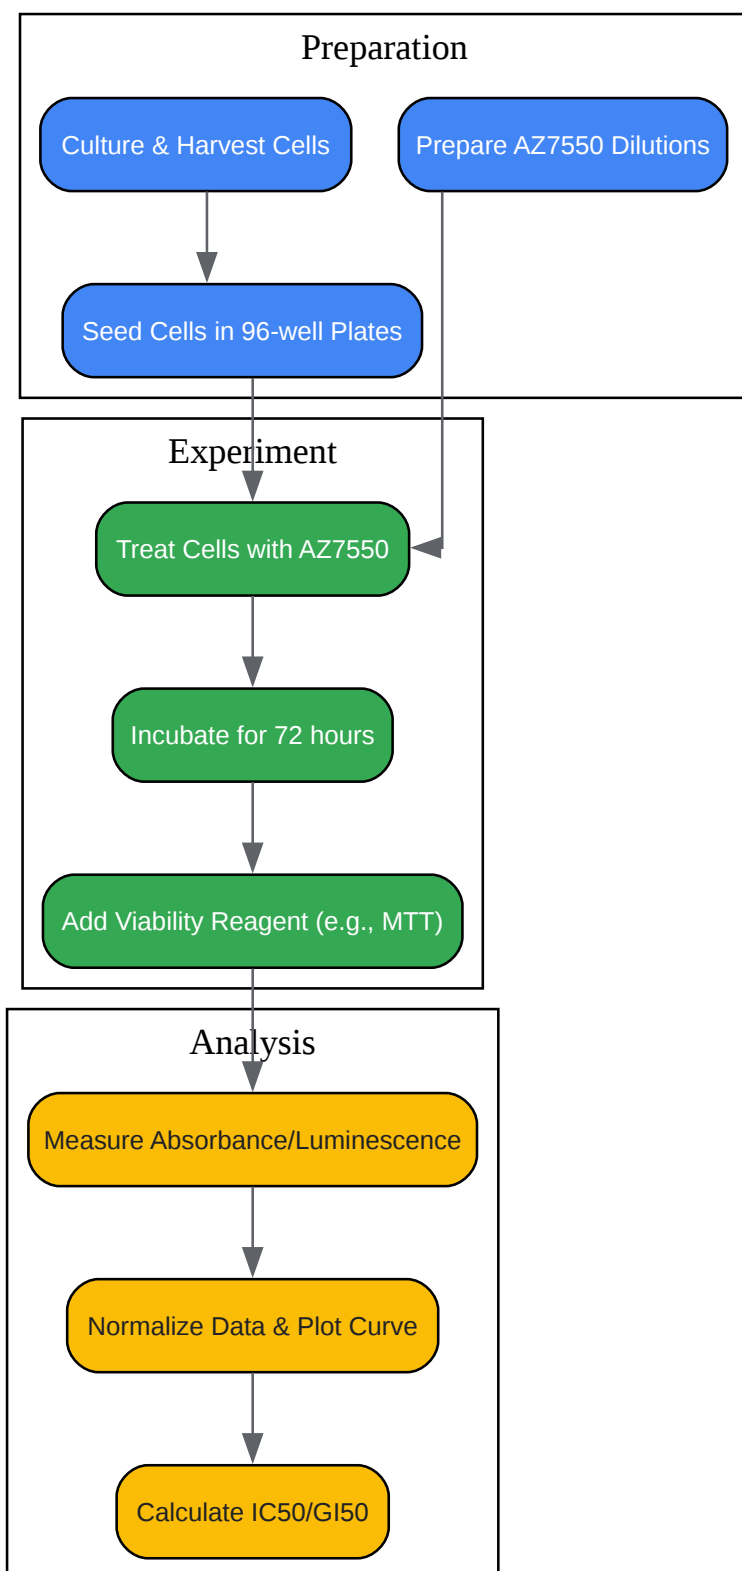 Preparation
Culture & Harvest Cells
Prepare AZ7550 Dilutions
Seed Cells in 96-well Plates
Experiment
Treat Cells with AZ7550
Incubate for 72 hours
Add Viability Reagent (e.g., MTT)
Analysis
Measure Absorbance/Luminescence
Normalize Data & Plot Curve
Calculate IC50/GI50